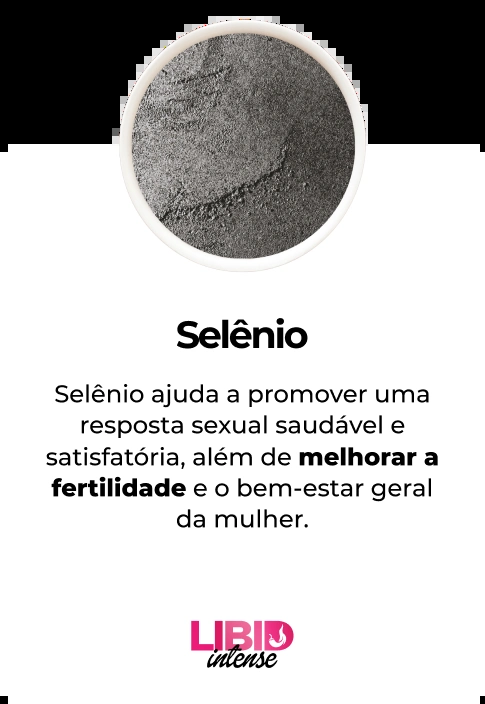 Selênio
Selênio ajuda a promover uma
resposta sexual saudável e
satisfatória, além de melhorar a
fertilidade e o bem-estar geral
da mulher.
LIBID
intense